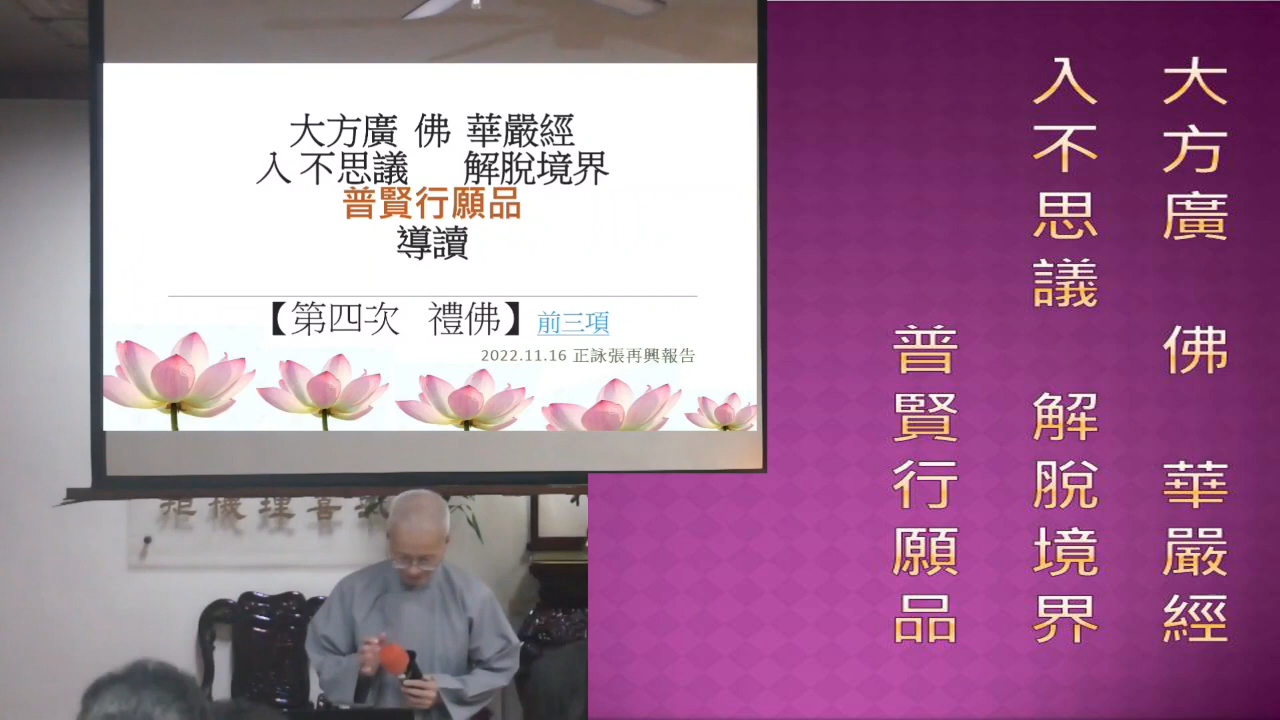 大方廣 佛 華嚴經
入不思議 解脫境界
普賢行願品
導讀
【第四次 禮佛】前三項
2022.11.16 正詠張再興報告
大方廣 佛 華嚴經
入不思議 解脫境界
普賢行願品